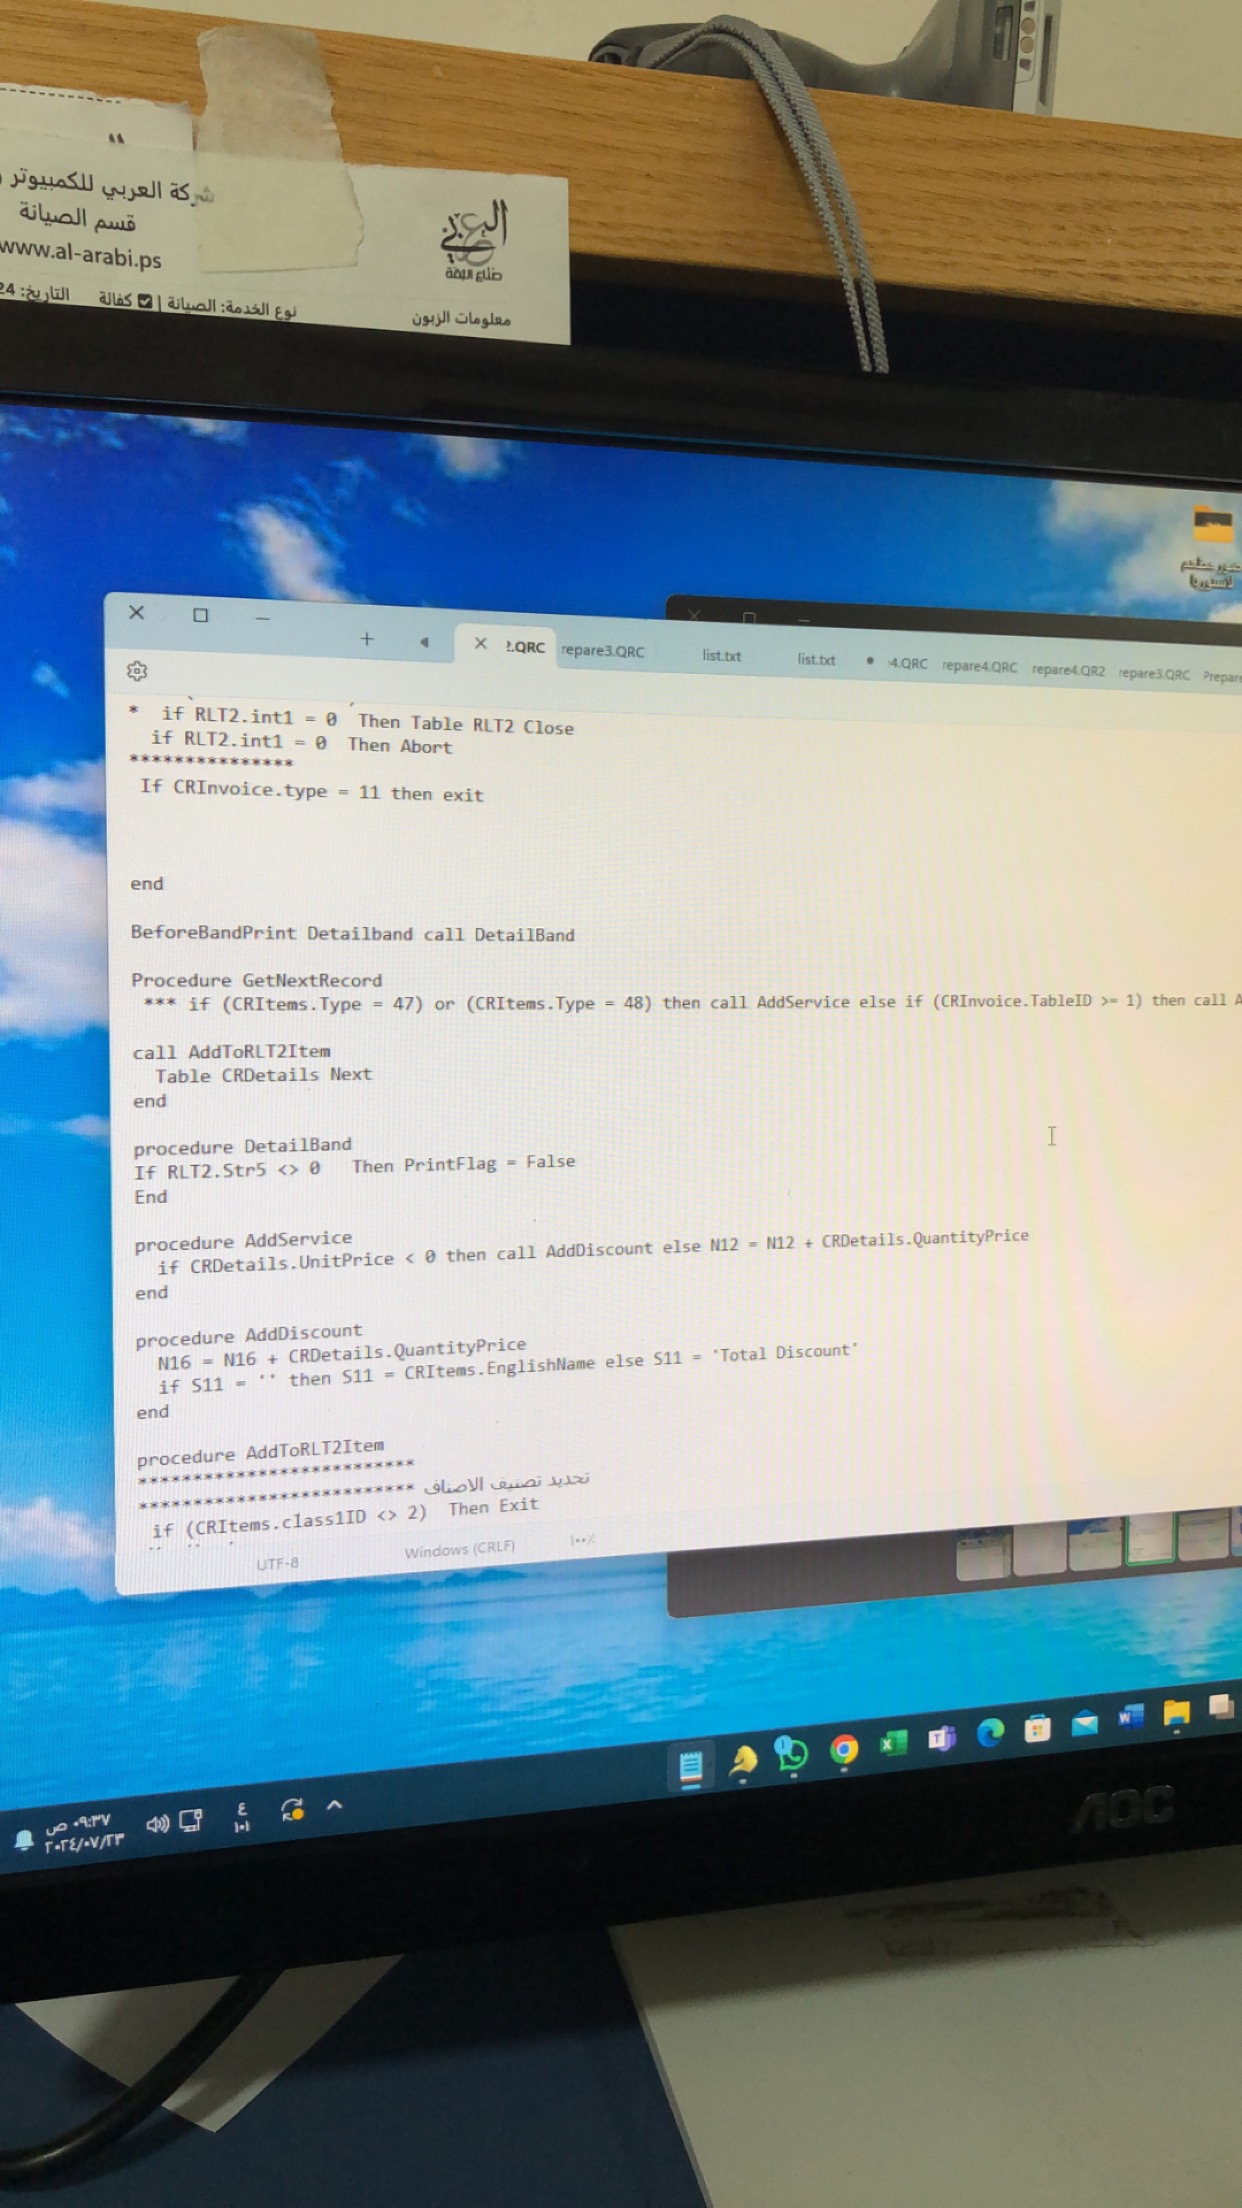 شركة العربي للكمبيوتر
قسم الصيانة
www.al-arabi.ps
العربي
صناع الثقة
نوع الخدمة: الصيانة | كفالة
التاريخ: 24
معلومات الزبون
2.QRC
repare3.QRC
list.txt
list.txt
4.QRC
repare4.QRC
repare4.QR2
repare3.QRC
Prepare
* if RLT2.int1 = 0 Then Table RLT2 Close
if RLT2.int1 = 0 Then Abort
***************
If CRInvoice.type = 11 then exit
end
BeforeBandPrint Detailband call DetailBand
Procedure GetNextRecord
*** if (CRItems.Type = 47) or (CRItems.Type = 48) then call AddService else if (CRInvoice.TableID >= 1) then call A
call AddToRLT2Item
Table CRDetails Next
end
procedure DetailBand
If RLT2.Str5 <> 0 Then PrintFlag = False
End
procedure AddService
if CRDetails.UnitPrice < 0 then call AddDiscount else N12 = N12 + CRDetails.QuantityPrice
end
procedure AddDiscount
N16 = N16 + CRDetails.QuantityPrice
if S11 = '' then S11 = CRItems.EnglishName else S11 = 'Total Discount'
end
procedure AddToRLT2Item
*************************
************************* تحديد تصنيف الاصناف
if (CRItems.class1ID <> 2) Then Exit
UTF-8
Windows (CRLF)
١٠٠٪
٠٩:٣٧ ص
٢٠٢٤/٠٧/٢٣
ع
١٠١
AOC